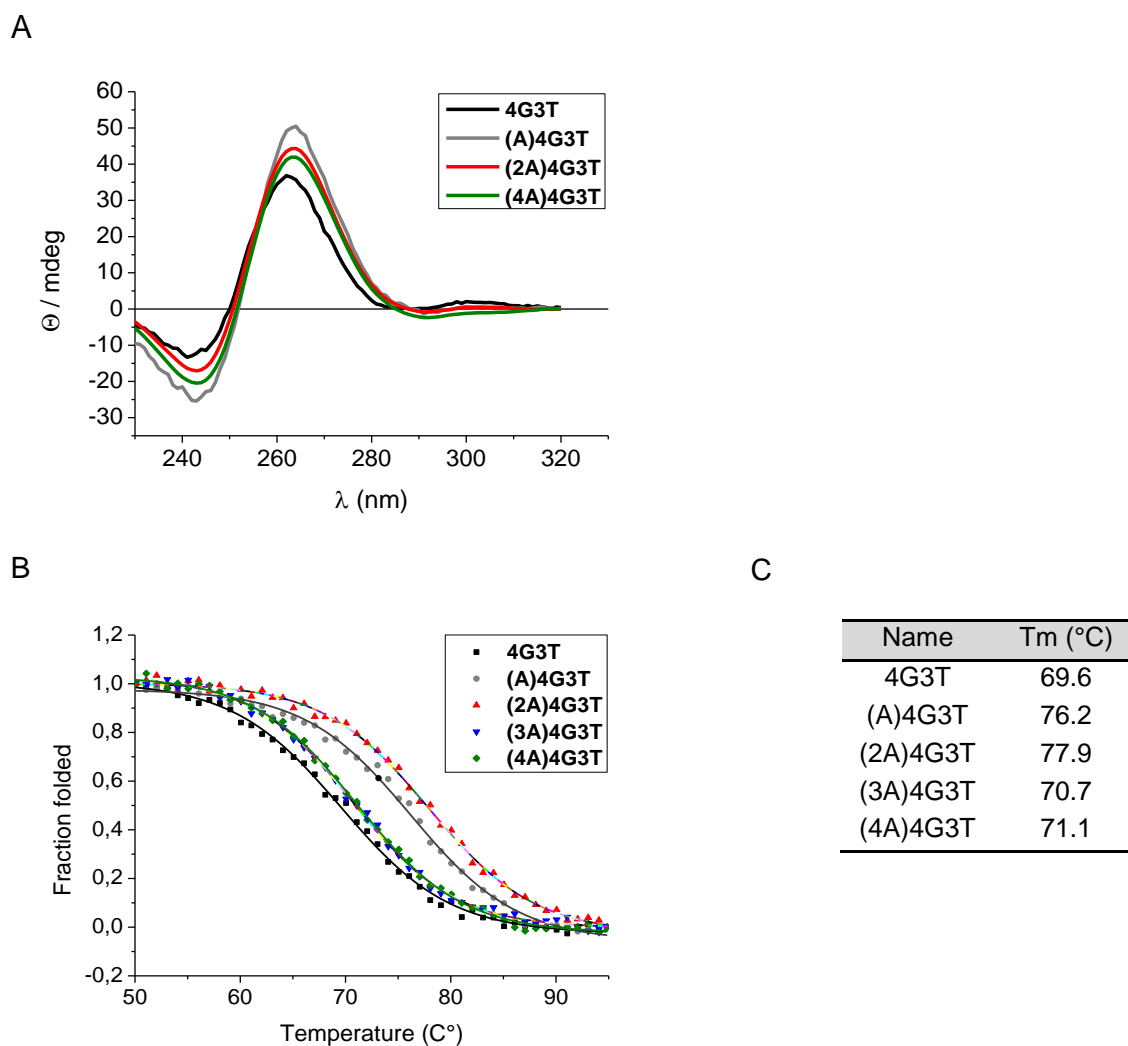 A
60
50
40
30
20
10
0
-10
-20
-30
Θ / mdeg
4G3T
(A)4G3T
(2A)4G3T
(4A)4G3T
240 260 280 300 320
λ (nm)
B
1,2
1,0
0,8
0,6
0,4
0,2
0,0
-0,2
Fraction folded
4G3T
(A)4G3T
(2A)4G3T
(3A)4G3T
(4A)4G3T
50 60 70 80 90
Temperature (C°)
C
Name Tm (°C)
4G3T 69.6
(A)4G3T 76.2
(2A)4G3T 77.9
(3A)4G3T 70.7
(4A)4G3T 71.1